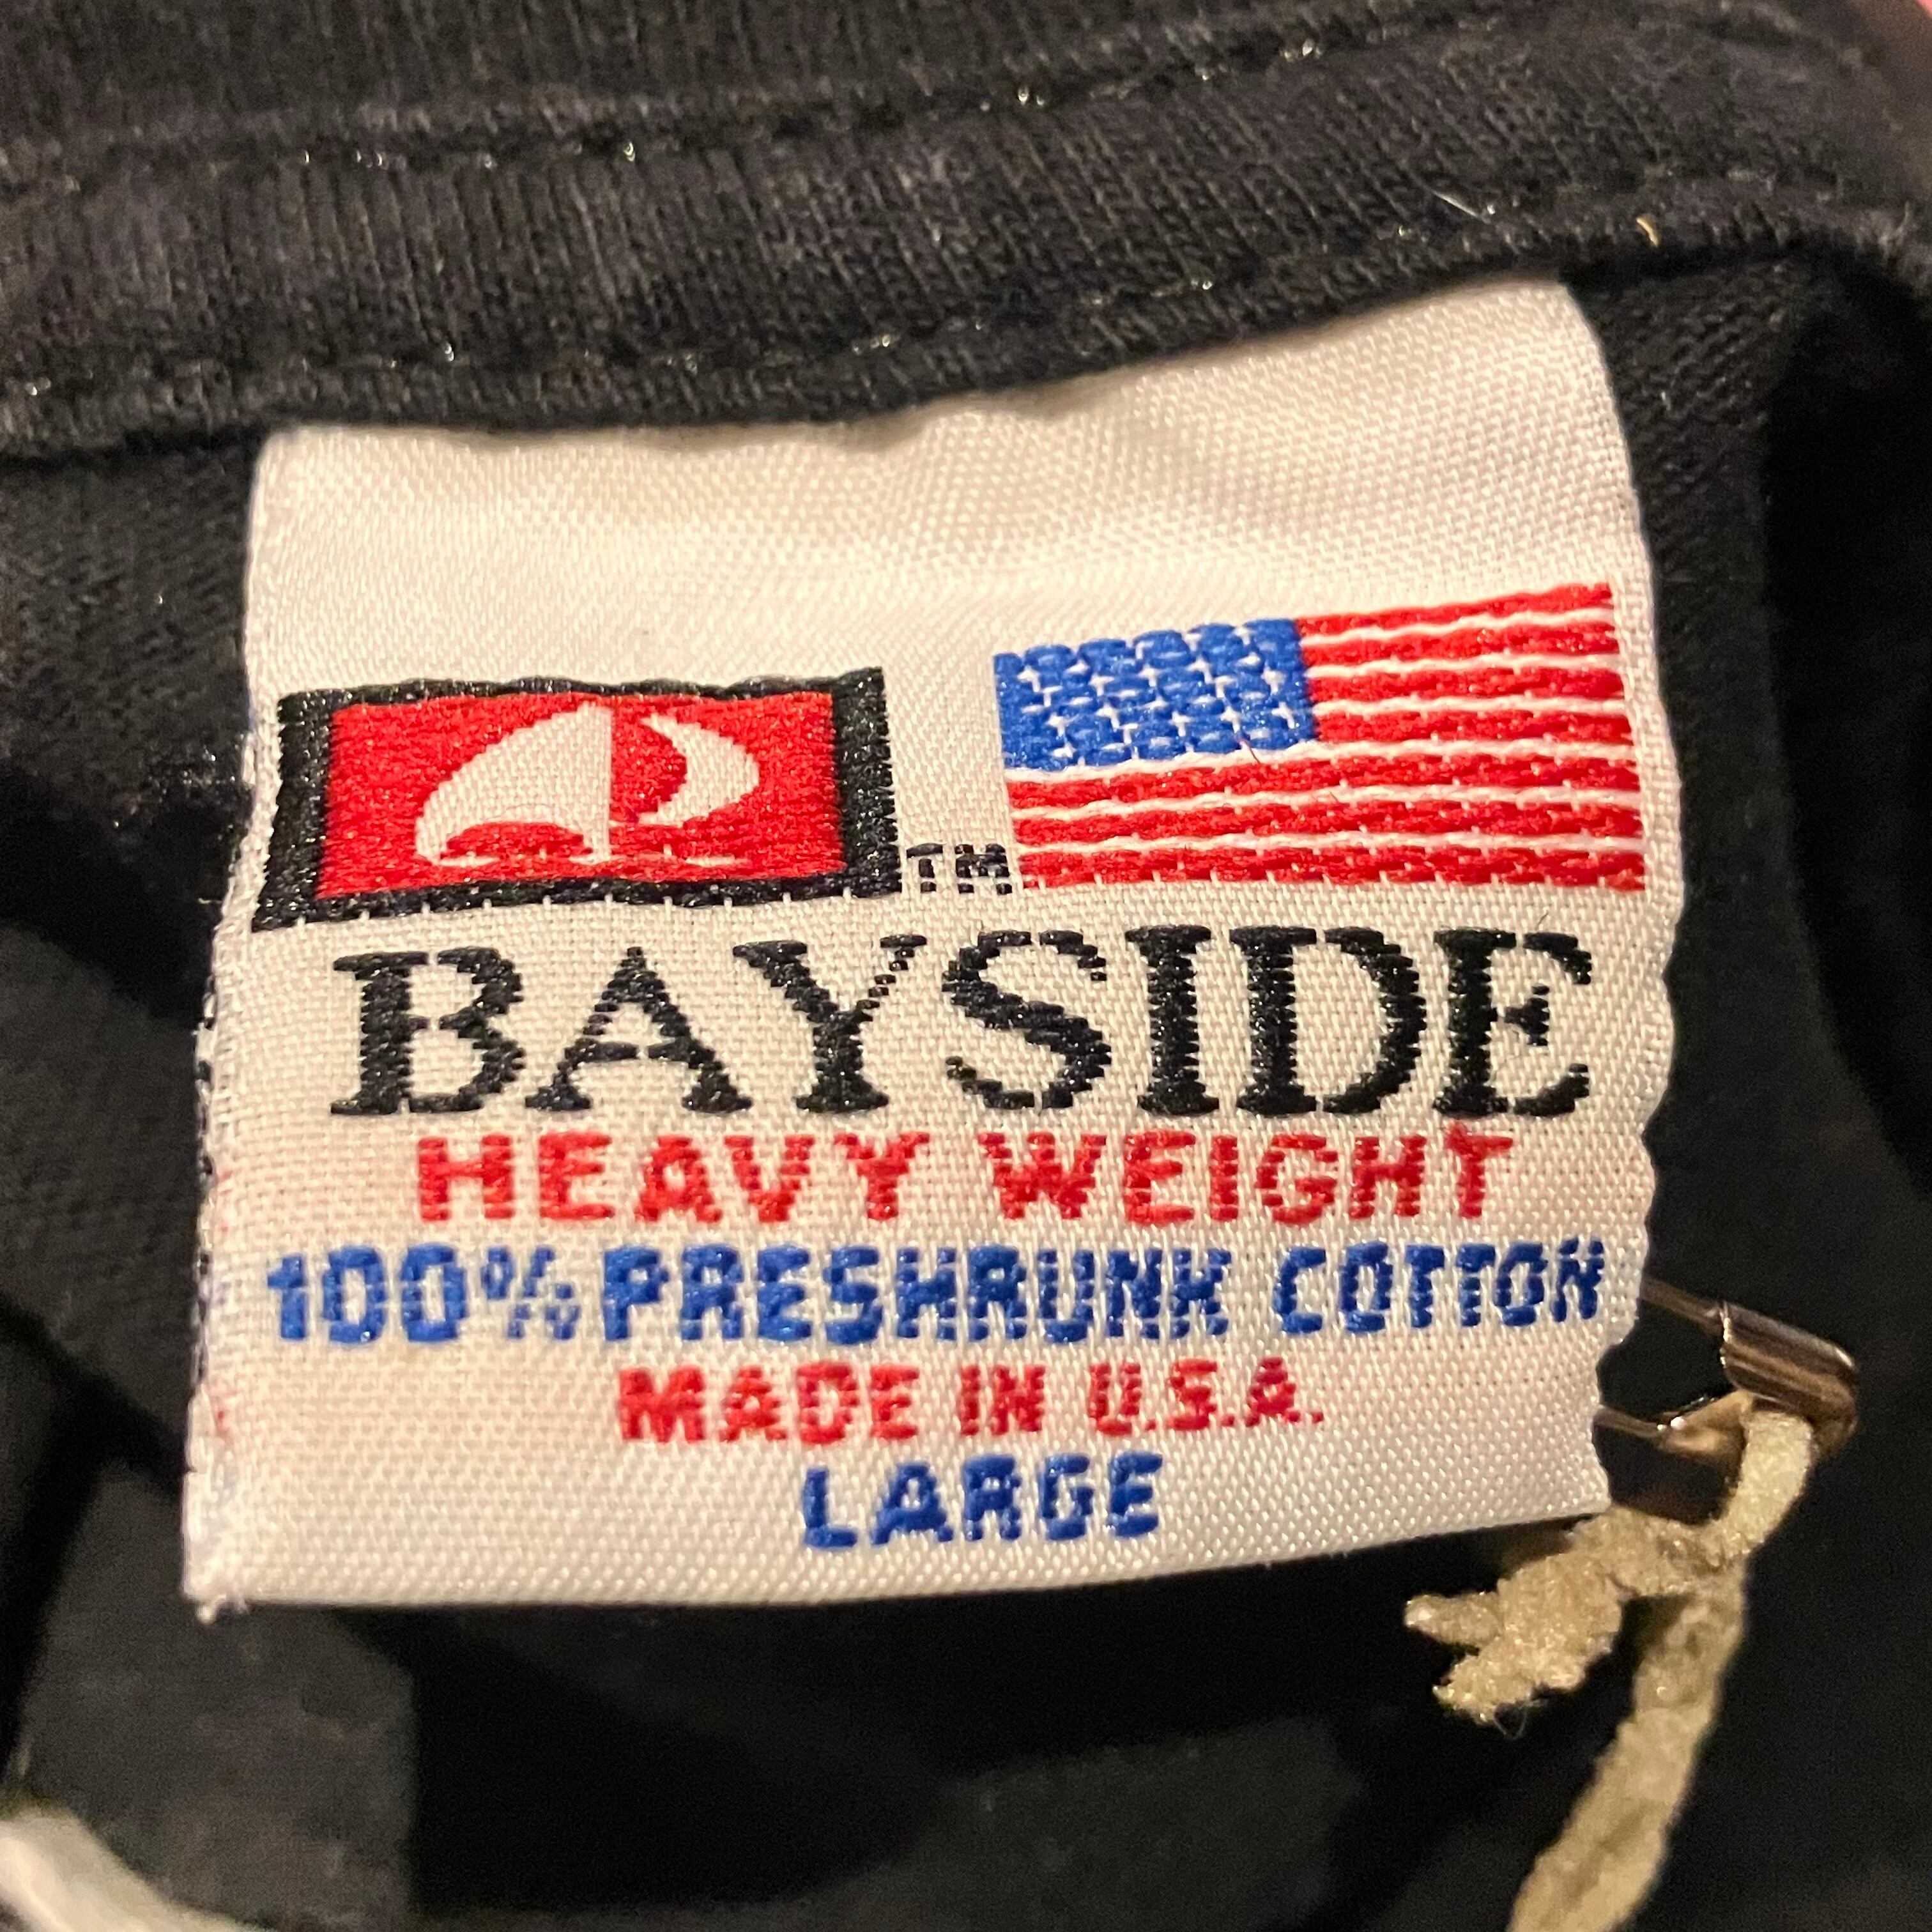 TM
BAYSIDE
HEAVY WEIGHT
100% PRESHRUNK COTTON
MADE IN U.S.A.
LARGE